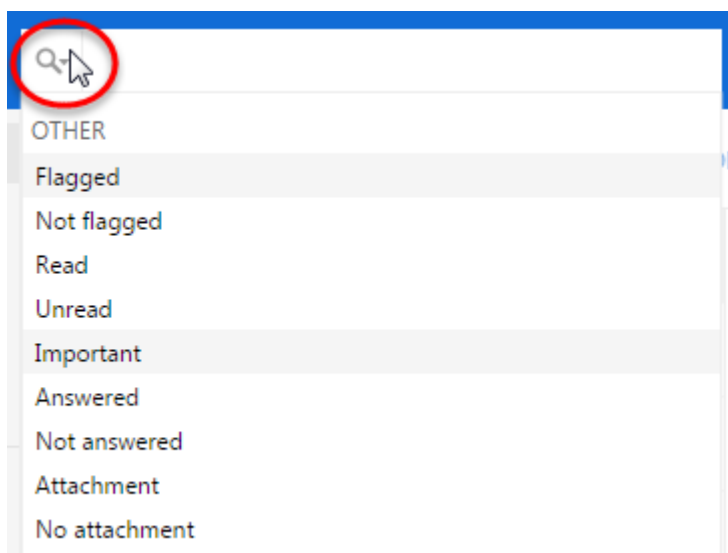 OTHER
Flagged
Not flagged
Read
Unread
Important
Answered
Not answered
Attachment
No attachment